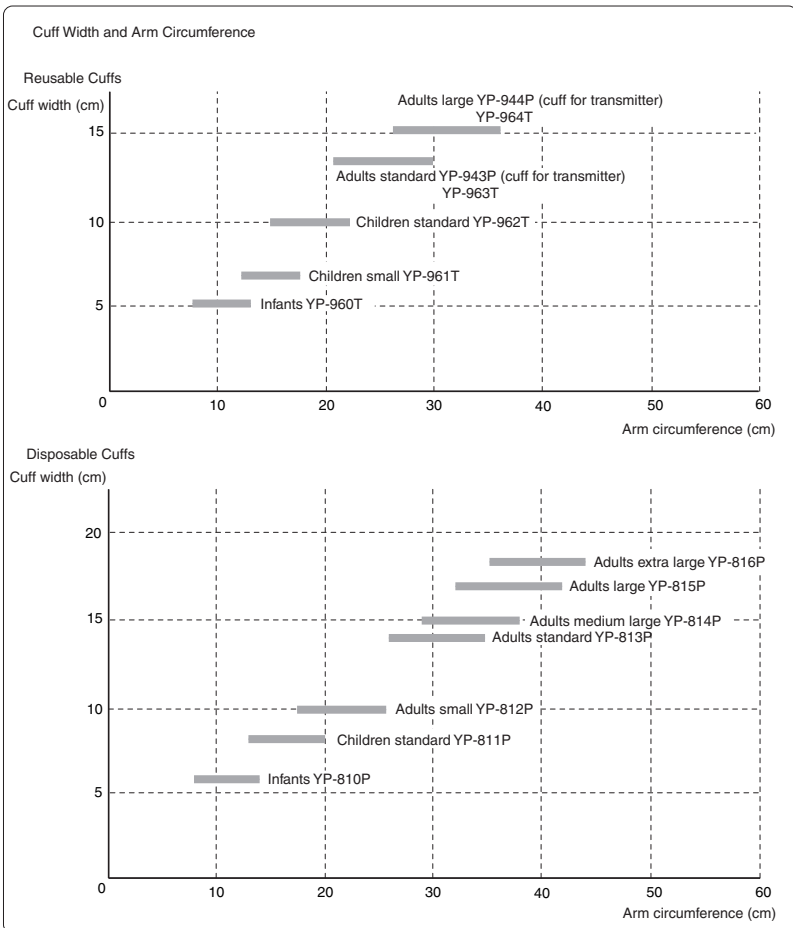 Cuff Width and Arm Circumference
Reusable Cuffs
Cuff width (cm)
Adults large YP-944P (cuff for transmitter)
YP-964T
15
Adults standard YP-943P (cuff for transmitter)
YP-963T
10
Children standard YP-962T
Children small YP-961T
5
Infants YP-960T
0
10
20
30
40
50
60
Arm circumference (cm)
Disposable Cuffs
Cuff width (cm)
20
Adults extra large YP-816P
Adults large YP-815P
15
Adults medium large YP-814P
Adults standard YP-813P
10
Adults small YP-812P
Children standard YP-811P
Infants YP-810P
5
0
10
20
30
40
50
60
Arm circumference (cm)